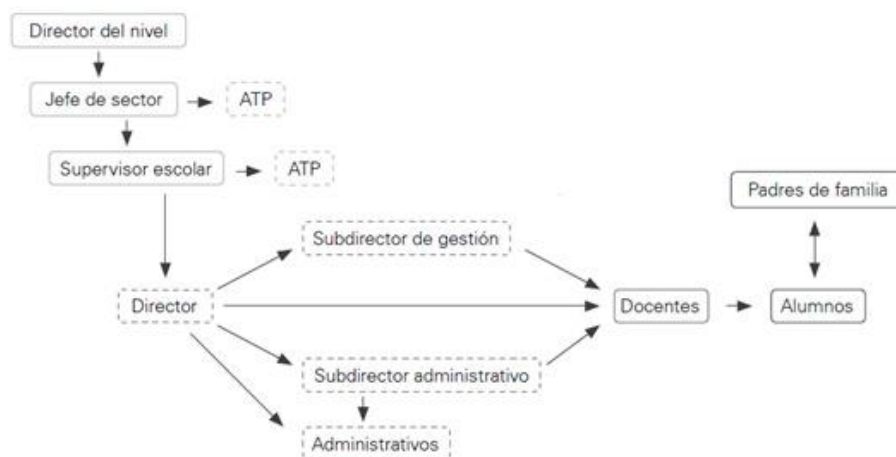 Director del nivel
Jefe de sector
ATP
Supervisor escolar
ATP
Padres de familia
Subdirector de gestión
Director
Docentes
Alumnos
Subdirector administrativo
Administrativos